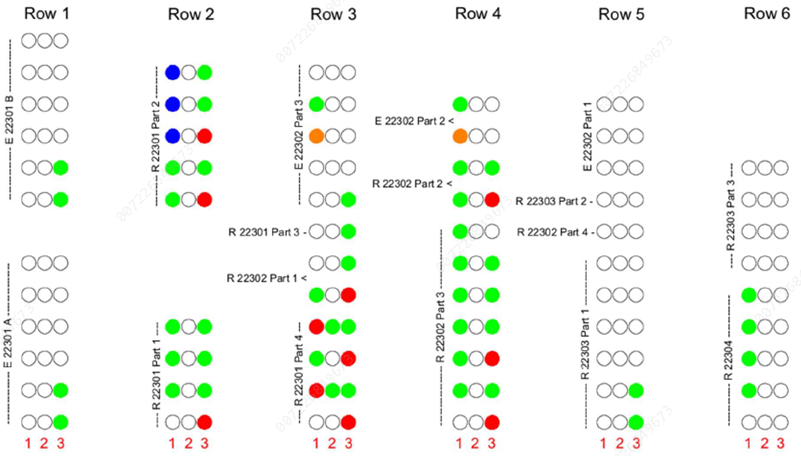 Row 1
Row 2
Row 3
Row 4
Row 5
Row 6
E 22301 B
E 22301 A
R 22301 Part 2
R 22301 Part 1
E 22302 Part 3
R 22301 Part 3 -
R 22302 Part 1 <
R 22301 Part 4
E 22302 Part 2 <
R 22302 Part 2 <
R 22302 Part 3
E 22302 Part 1
R 22303 Part 2 -
R 22302 Part 4 -
R 22303 Part 1
R 22303 Part 3
R 22304
1 2 3
1 2 3
1 2 3
1 2 3
1 2 3
1 2 3